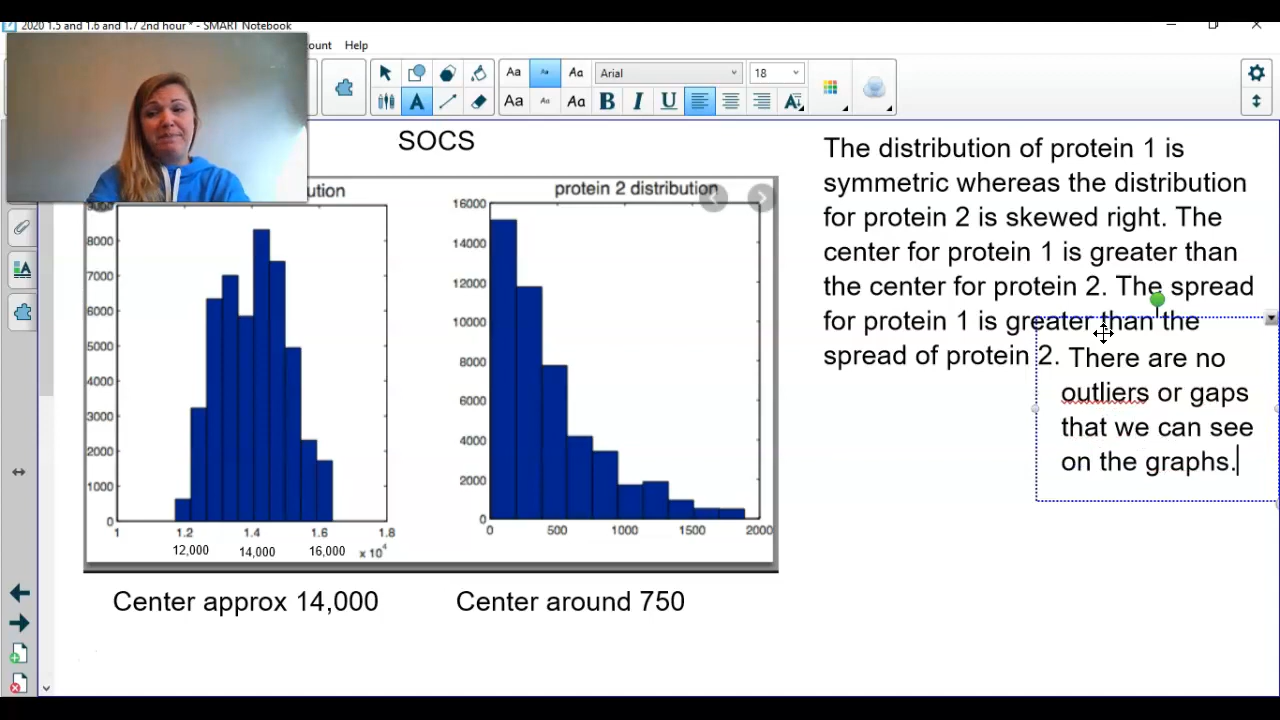 2020 1.5 and 1.6 and 1.7 2nd hour * - SMART Notebook
ount Help
Aa Aa Aa Arial 18
A Aa Aa Aa B I U A
SOCS
ution
protein 2 distribution
9000
8000
7000
6000
5000
4000
3000
2000
1000
0
1 1.2 1.4 1.6 1.8
12,000 14,000 16,000 x 10⁴
16000
14000
12000
10000
8000
6000
4000
2000
0
0 500 1000 1500 2000
Center approx 14,000
Center around 750
The distribution of protein 1 is
symmetric whereas the distribution
for protein 2 is skewed right. The
center for protein 1 is greater than
the center for protein 2. The spread
for protein 1 is greater than the
spread of protein 2.
There are no
outliers or gaps
that we can see
on the graphs.